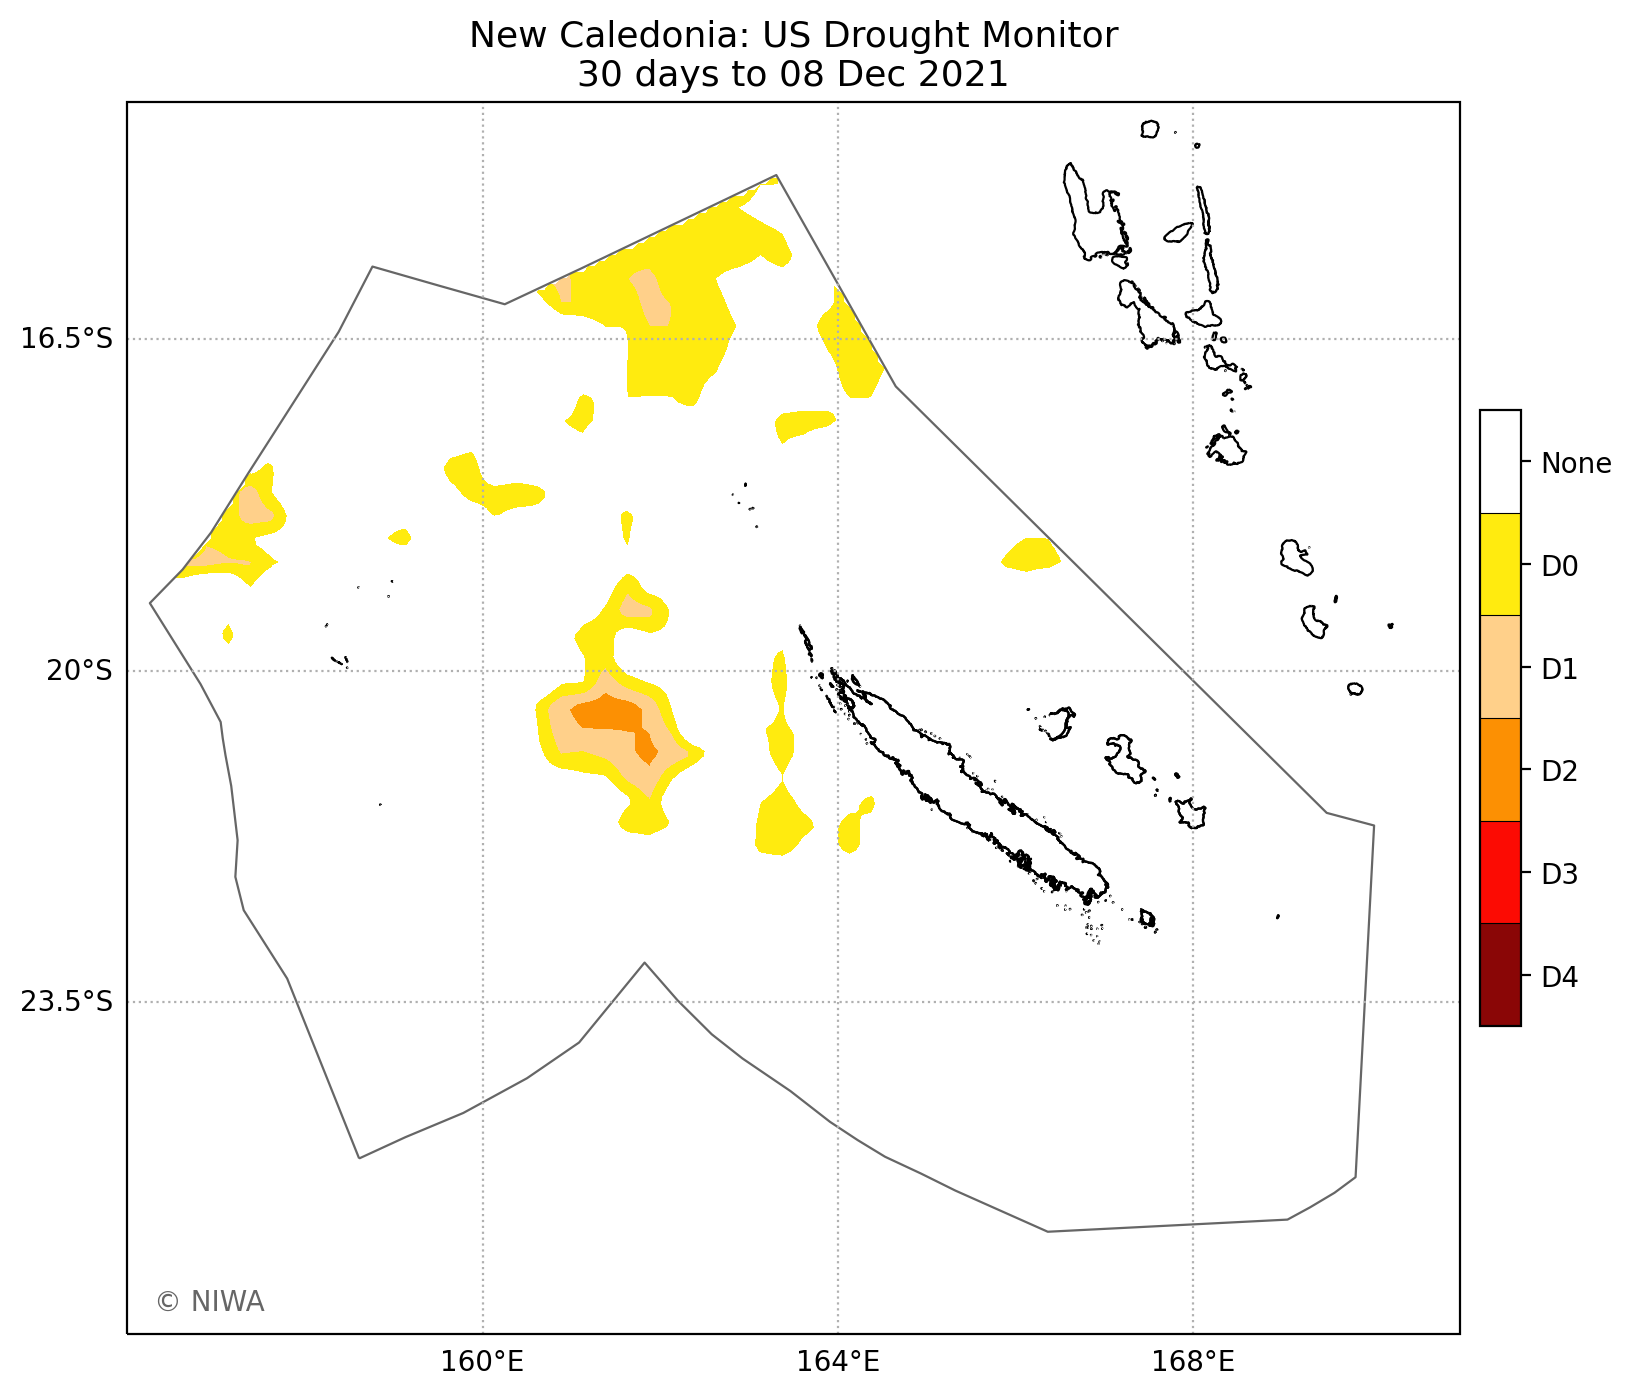 New Caledonia: US Drought Monitor
30 days to 08 Dec 2021
16.5°S
20°S
23.5°S
160°E
164°E
168°E
None
D0
D1
D2
D3
D4
© NIWA